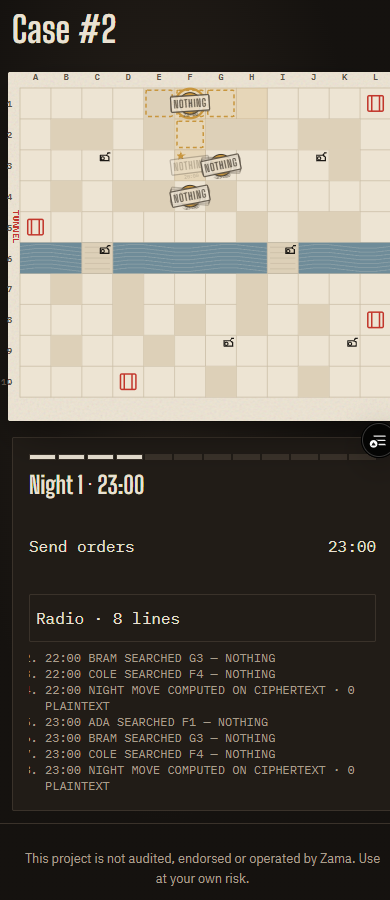 Case #2
A B C D E F G H I J K L
1
NOTHING
2
3
NOTHING
4
NOTHING
TUNNEL
6
7
8
9
10
Night 1 · 23:00
Send orders 23:00
Radio · 8 lines
22:00 BRAM SEARCHED G3 — NOTHING
22:00 COLE SEARCHED F4 — NOTHING
22:00 NIGHT MOVE COMPUTED ON CIPHERTEXT · 0
PLAINTEXT
23:00 ADA SEARCHED F1 — NOTHING
23:00 BRAM SEARCHED G3 — NOTHING
23:00 COLE SEARCHED F4 — NOTHING
23:00 NIGHT MOVE COMPUTED ON CIPHERTEXT · 0
PLAINTEXT
This project is not audited, endorsed or operated by Zama. Use
at your own risk.